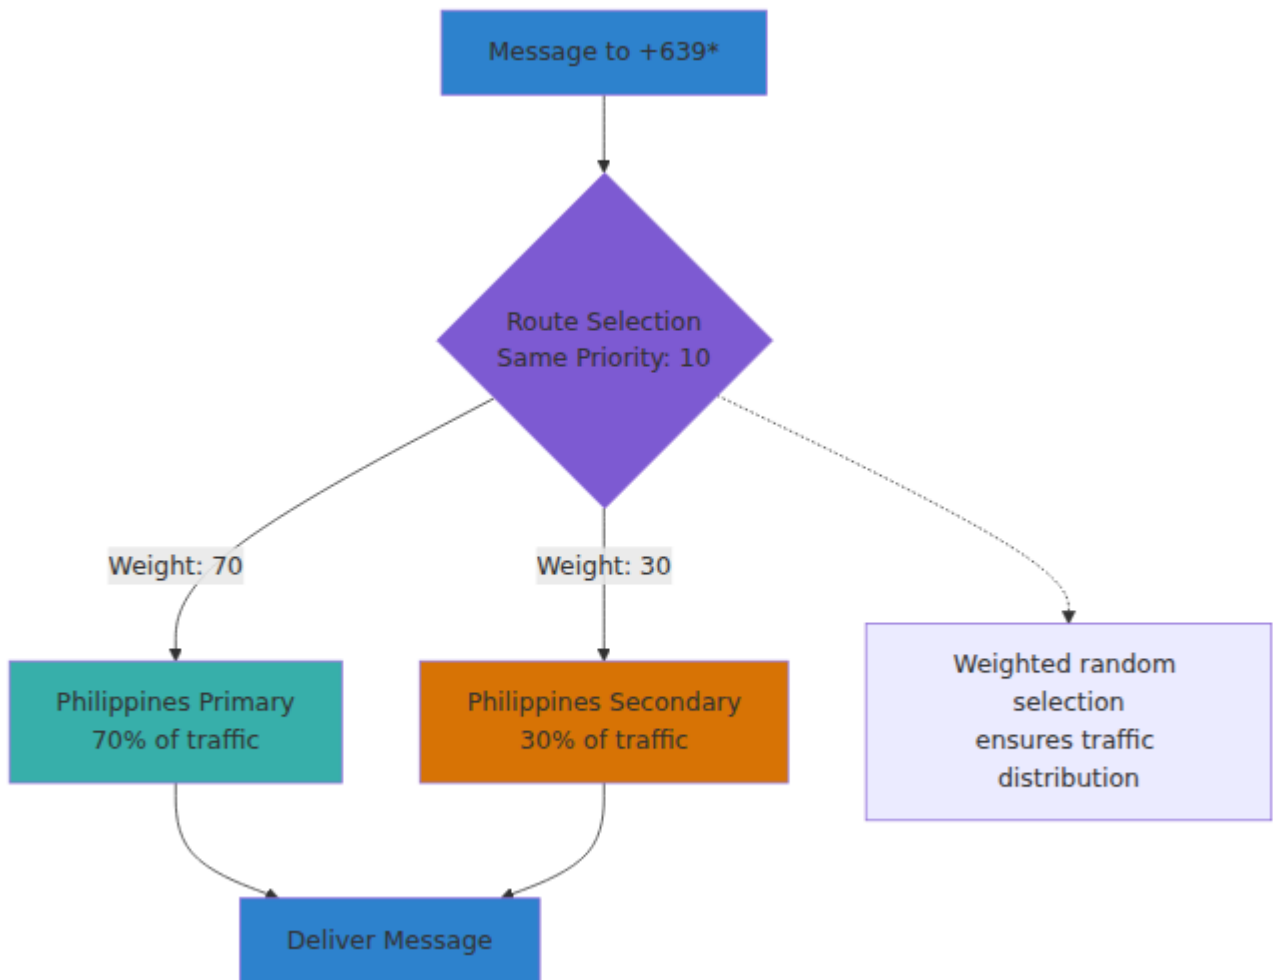 Message to +639*
Route Selection
Same Priority: 10
Weight: 70
Weight: 30
Philippines Primary
70% of traffic
Philippines Secondary
30% of traffic
Weighted random
selection
ensures traffic
distribution
Deliver Message